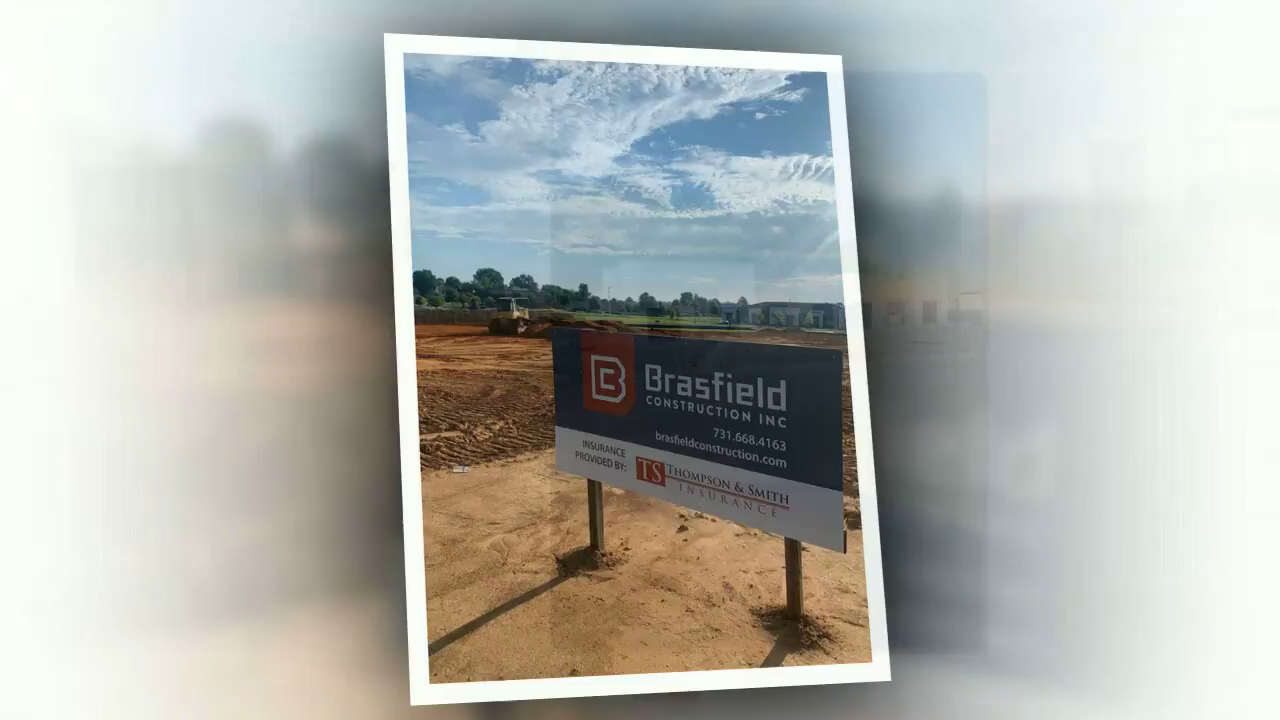 Brasfield
CONSTRUCTION INC
731.668.4163
brasfieldconstruction.com
INSURANCE
PROVIDED BY:
TS THOMPSON & SMITH
INSURANCE